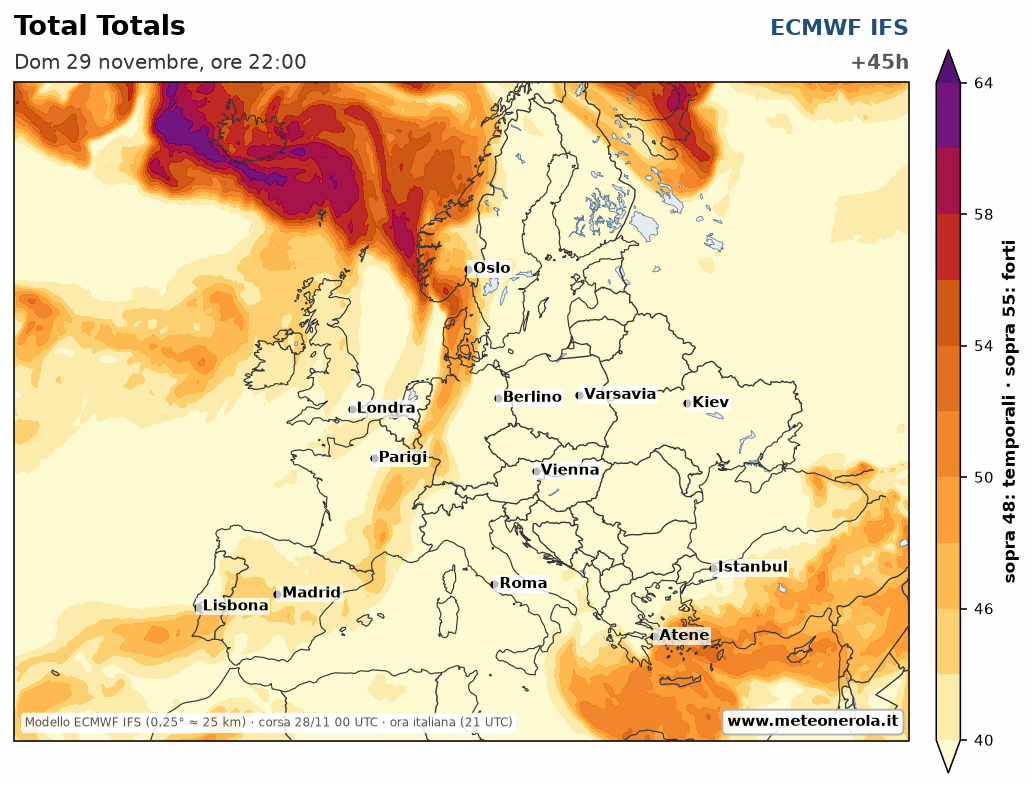 Total Totals
ECMWF IFS
Dom 29 novembre, ore 22:00
+45h
64
58
54
50
46
40
sopra 48: temporali · sopra 55: forti
Oslo
Berlino
Varsavia
Kiev
Londra
Parigi
Vienna
Istanbul
Roma
Madrid
Lisbona
Atene
Modello ECMWF IFS (0,25° ≈ 25 km) · corsa 28/11 00 UTC · ora italiana (21 UTC)
www.meteonerola.it